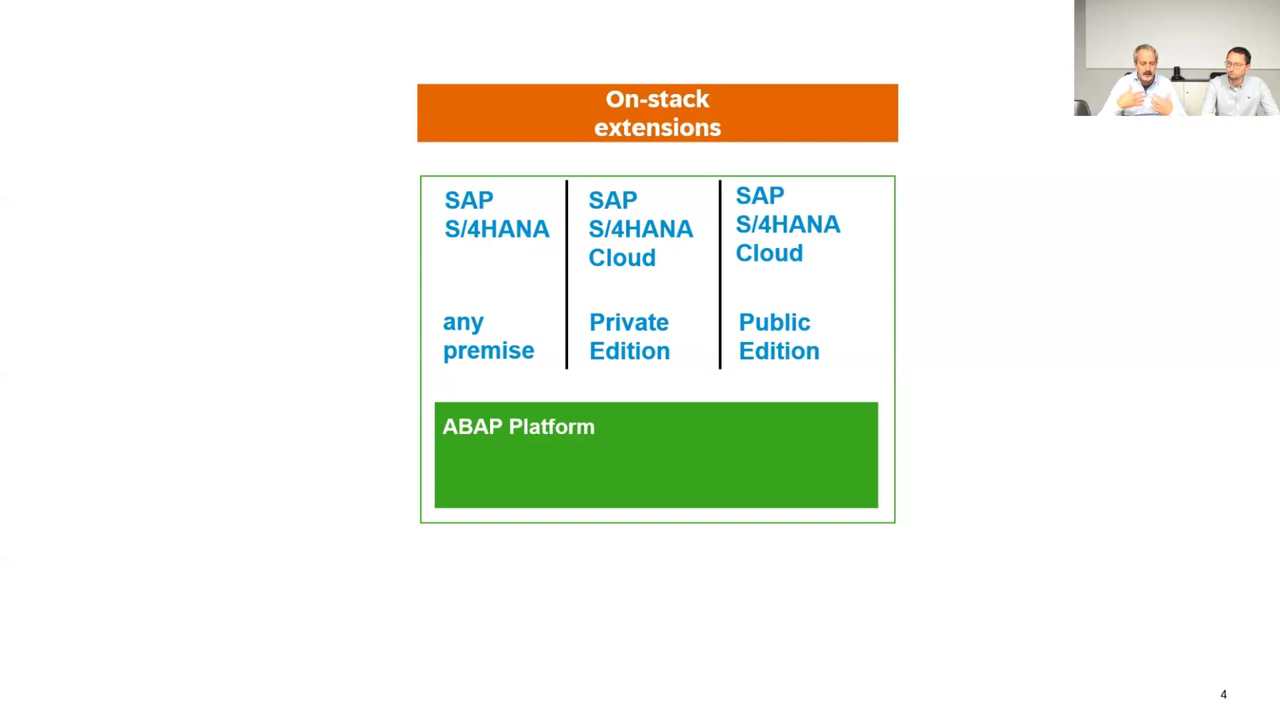 On-stack
extensions
SAP
S/4HANA
any
premise
SAP
S/4HANA
Cloud
Private
Edition
SAP
S/4HANA
Cloud
Public
Edition
ABAP Platform
4